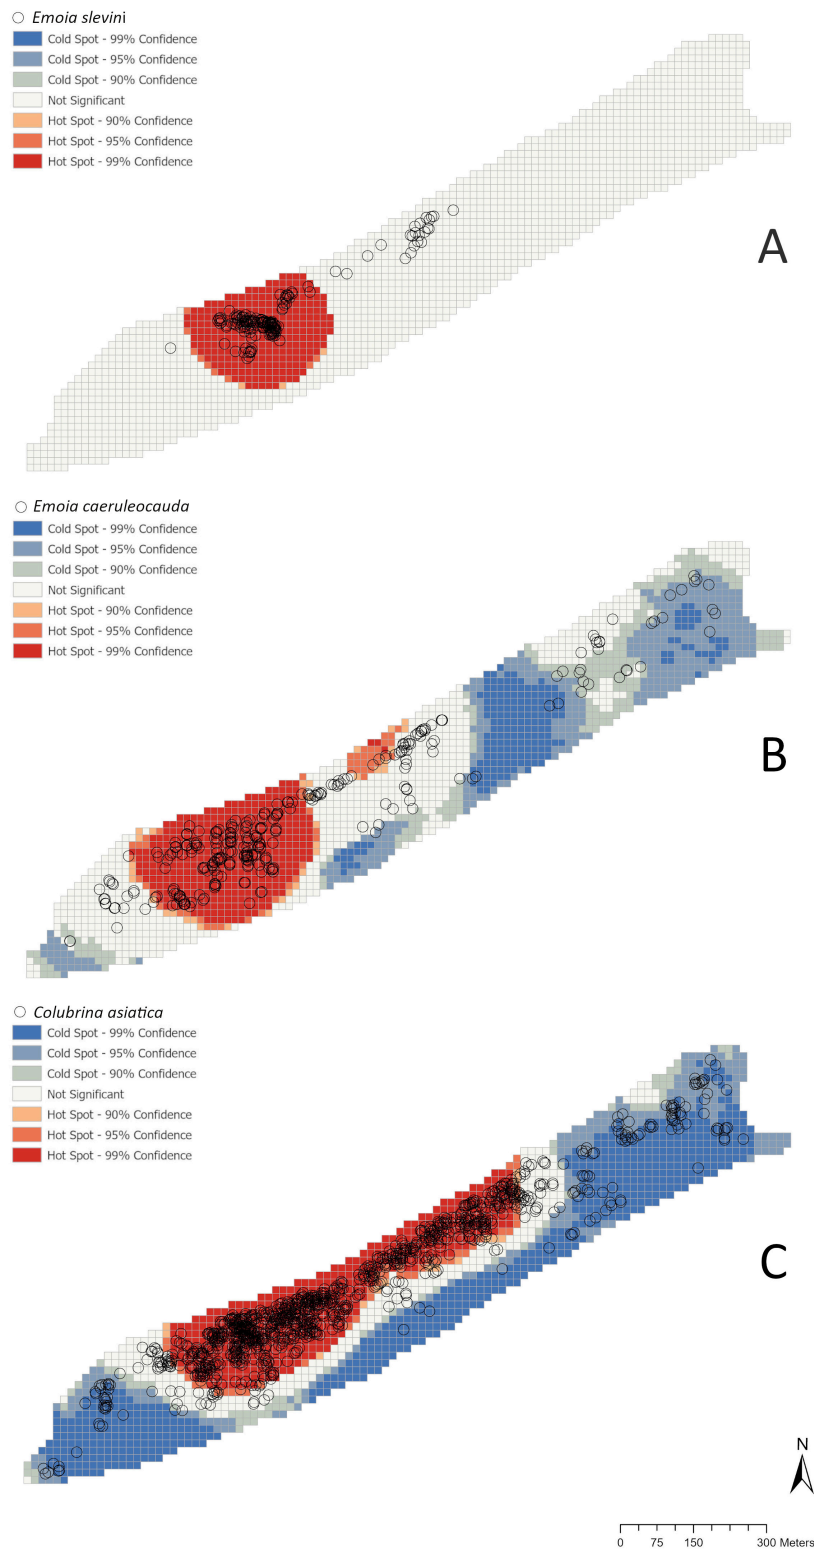 Emoia slevini
Cold Spot - 99% Confidence
Cold Spot - 95% Confidence
Cold Spot - 90% Confidence
Not Significant
Hot Spot - 90% Confidence
Hot Spot - 95% Confidence
Hot Spot - 99% Confidence
A
Emoia caeruleocauda
Cold Spot - 99% Confidence
Cold Spot - 95% Confidence
Cold Spot - 90% Confidence
Not Significant
Hot Spot - 90% Confidence
Hot Spot - 95% Confidence
Hot Spot - 99% Confidence
B
Colubrina asiatica
Cold Spot - 99% Confidence
Cold Spot - 95% Confidence
Cold Spot - 90% Confidence
Not Significant
Hot Spot - 90% Confidence
Hot Spot - 95% Confidence
Hot Spot - 99% Confidence
C
N
0 75 150 300 Meters